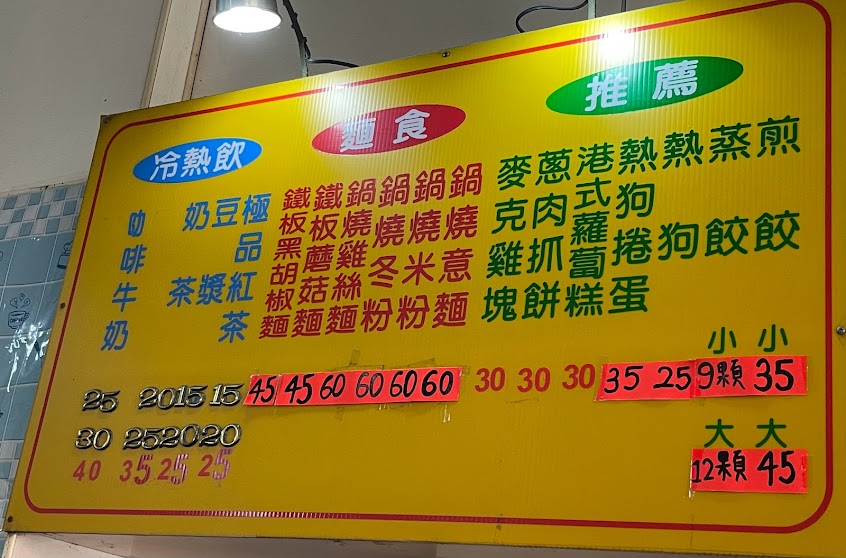 推薦
煎餃
蒸餃
熱狗
熱狗捲蛋
港式蘿蔔糕
蔥肉抓餅
麥克雞塊
小 小
30 30 30 35 25 9顆 35
大 大
12顆 45
麵食
鍋燒意麵
鍋燒米粉
鍋燒冬粉
鍋燒雞絲麵
鐵板蘑菇麵
鐵板黑胡椒麵
45 45 60 60 60 60
冷熱飲
極品紅茶
豆漿
奶茶
咖啡牛奶
25 20 15 15
30 25 20 20
40 35 25 25